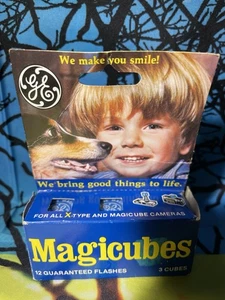 We make you smile!
GE
We bring good things to life.
FOR ALL X-TYPE AND MAGICUBE CAMERAS
Magicubes
12 GUARANTEED FLASHES 3 CUBES